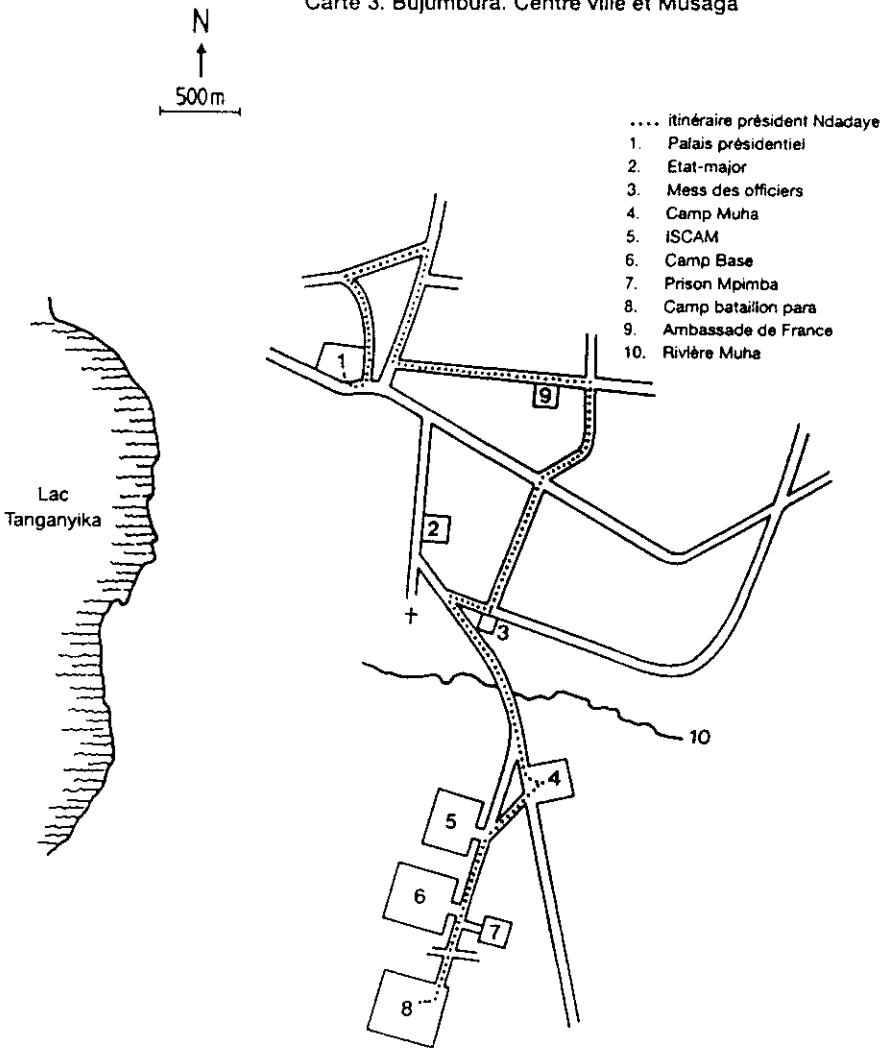 Carte 3. Bujumbura. Centre ville et Musaga
N
500m
.... itinéraire président Ndadaye
1. Palais présidentiel
2. Etat-major
3. Mess des officiers
4. Camp Muha
5. ISCAM
6. Camp Base
7. Prison Mpimba
8. Camp bataillon para
9. Ambassade de France
10. Rivière Muha
1
9
Lac
Tanganyika
2
3
10
4
5
6
7
8